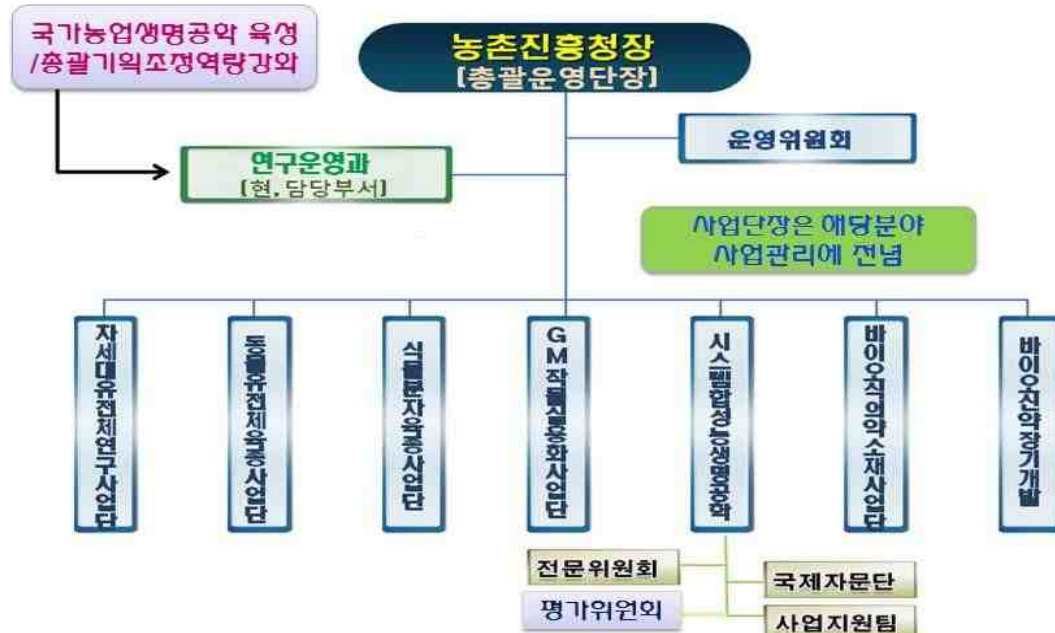 국가농업생명공학 육성
/총괄기획조정역량강화
농촌진흥청장
[총괄운영단장]
운영위원회
연구운영과
[현, 담당부서]
사업단장은 해당분야
사업관리에 전념
차세대유전체연구사업단
동물유전체육종사업단
식물분자육종사업단
GM작물실용화사업단
시스템합성농생명공학
바이오식의약소재사업단
바이오신약장기개발
전문위원회
국제자문단
평가위원회
사업지원팀